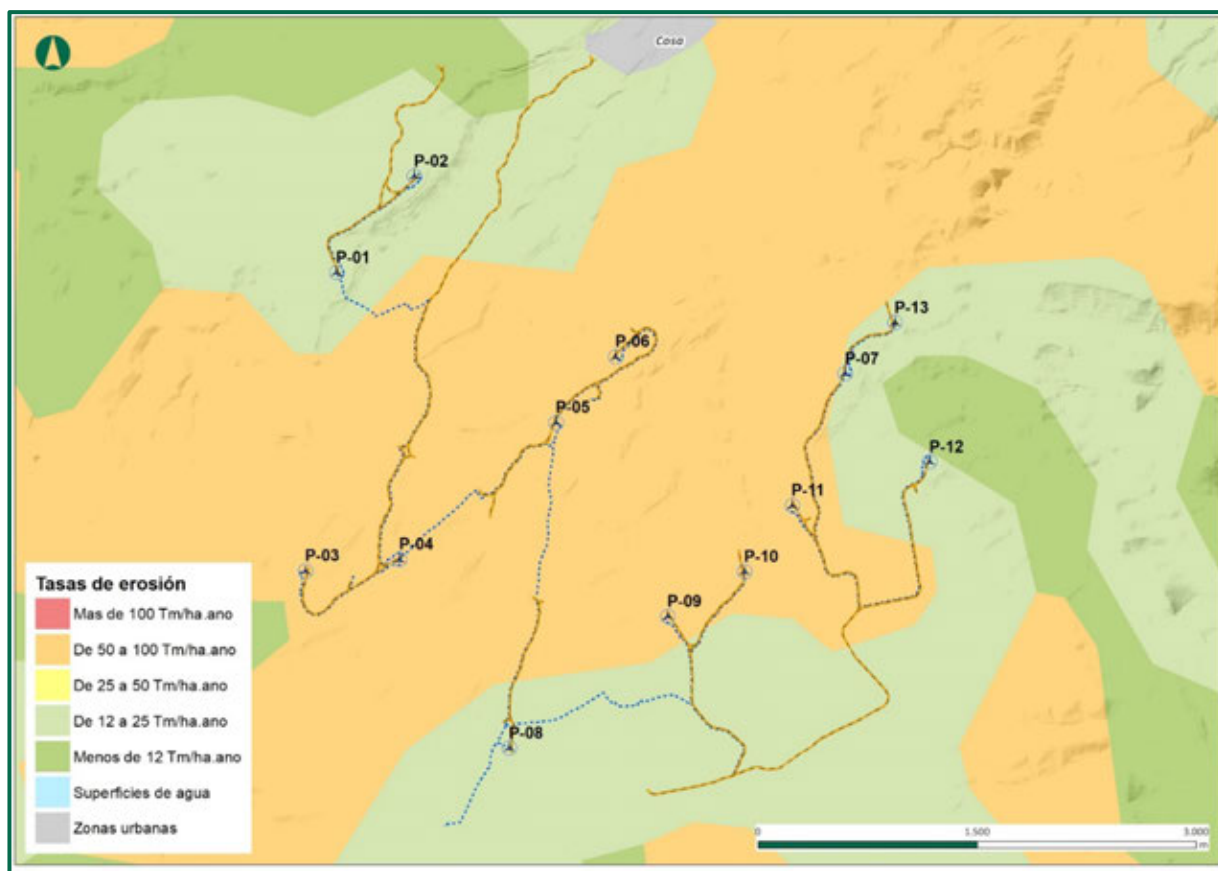 Casa
P-02
P-01
P-13
P-06
P-07
P-05
P-12
P-11
P-04
P-03
P-10
P-09
P-08
Tasas de erosión
Mas de 100 Tm/ha.ano
De 50 a 100 Tm/ha.ano
De 25 a 50 Tm/ha.ano
De 12 a 25 Tm/ha.ano
Menos de 12 Tm/ha.ano
Superficies de agua
Zonas urbanas
0 1.500 3.000
m